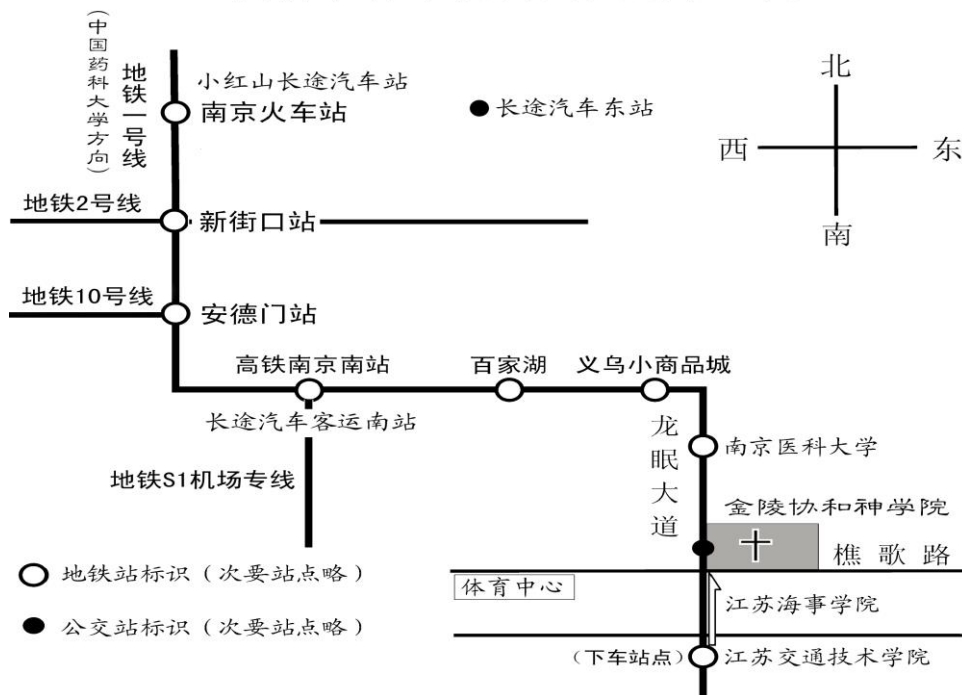 （中国药科大学方向）
地铁一号线
小红山长途汽车站
南京火车站
长途汽车东站
北
西
东
南
地铁2号线
新街口站
地铁10号线
安德门站
高铁南京南站
百家湖
义乌小商品城
长途汽车客运南站
龙眠大道
南京医科大学
地铁S1机场专线
金陵协和神学院
樵歌路
地铁站标识（次要站点略）
体育中心
江苏海事学院
公交站标识（次要站点略）
（下车站点）
江苏交通技术学院